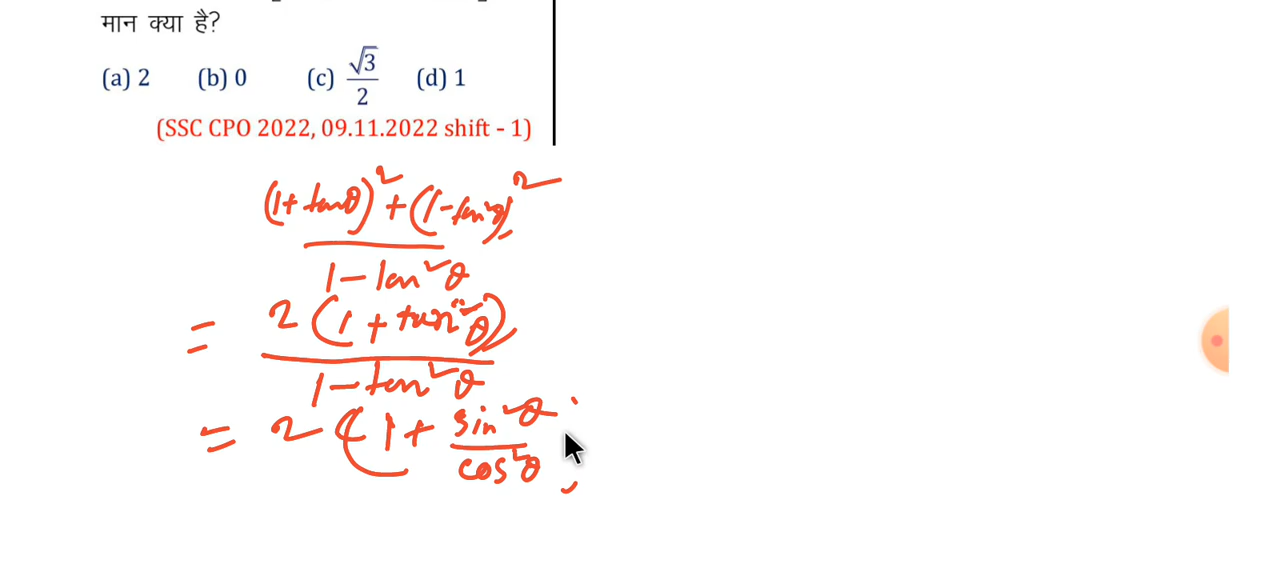 मान क्या है?
(a) 2 (b) 0 (c) √3/2 (d) 1
(SSC CPO 2022, 09.11.2022 shift - 1)
(1+tanθ)² + (1-tan²θ)²
1-tan²θ
= 2(1+tan²θ)
1-tan²θ
= 2(1+ sin²θ
cos²θ